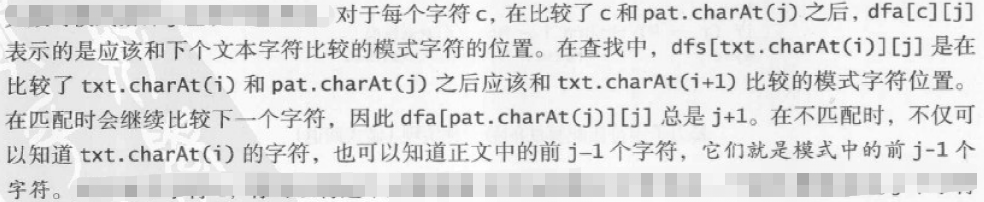 对于每个字符 c，在比较了 c 和 pat.charAt(j) 之后，dfa[c][j]
表示的是应该和下个文本字符比较的模式字符的位置。在查找中，dfs[txt.charAt(i)][j] 是在
比较了 txt.charAt(i) 和 pat.charAt(j) 之后应该和 txt.charAt(i+1) 比较的模式字符位置。
在匹配时会继续比较下一个字符，因此 dfa[pat.charAt(j)][j] 总是 j+1。在不匹配时，不仅可
以知道 txt.charAt(i) 的字符，也可以知道正文中的前 j-1 个字符，它们就是模式中的前 j-1 个
字符。